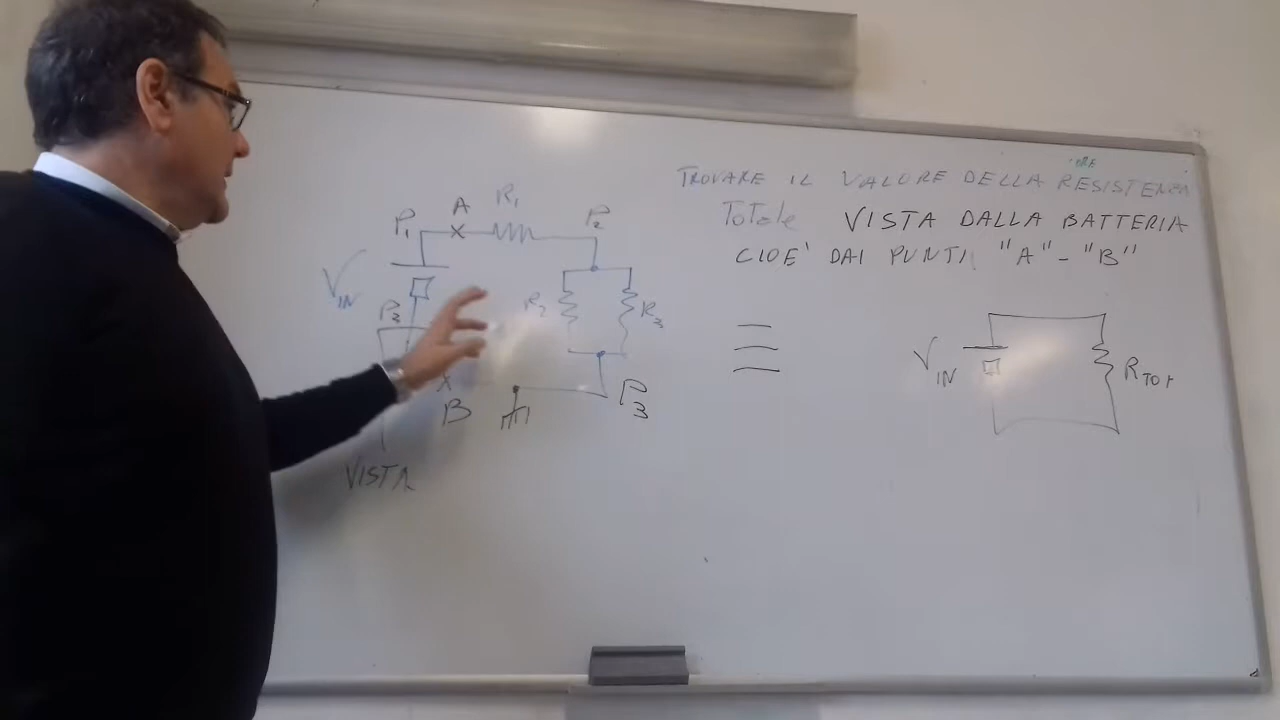 TROVARE IL VALORE DELLA RESISTENZA
Totale VISTA DALLA BATTERIA
CIOE' DAI PUNTI "A" - "B"
P1 A R1 P2
VIN
P3
R2 R3
B
P3
VISTA
VIN
RTOT